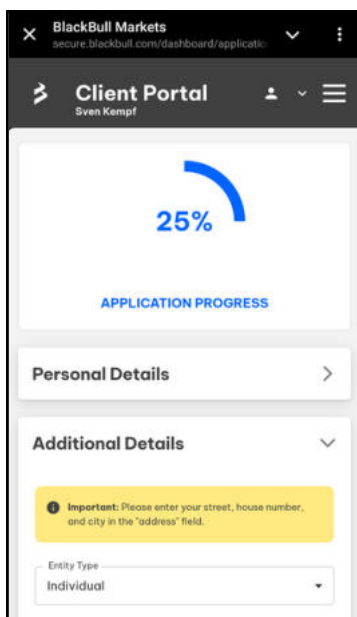 BlackBull Markets
secure.blackbull.com/dashboard/applicatio
Client Portal
Sven Kempf
25%
APPLICATION PROGRESS
Personal Details
Additional Details
Important: Please enter your street, house number,
and city in the "address" field.
Entity Type
Individual